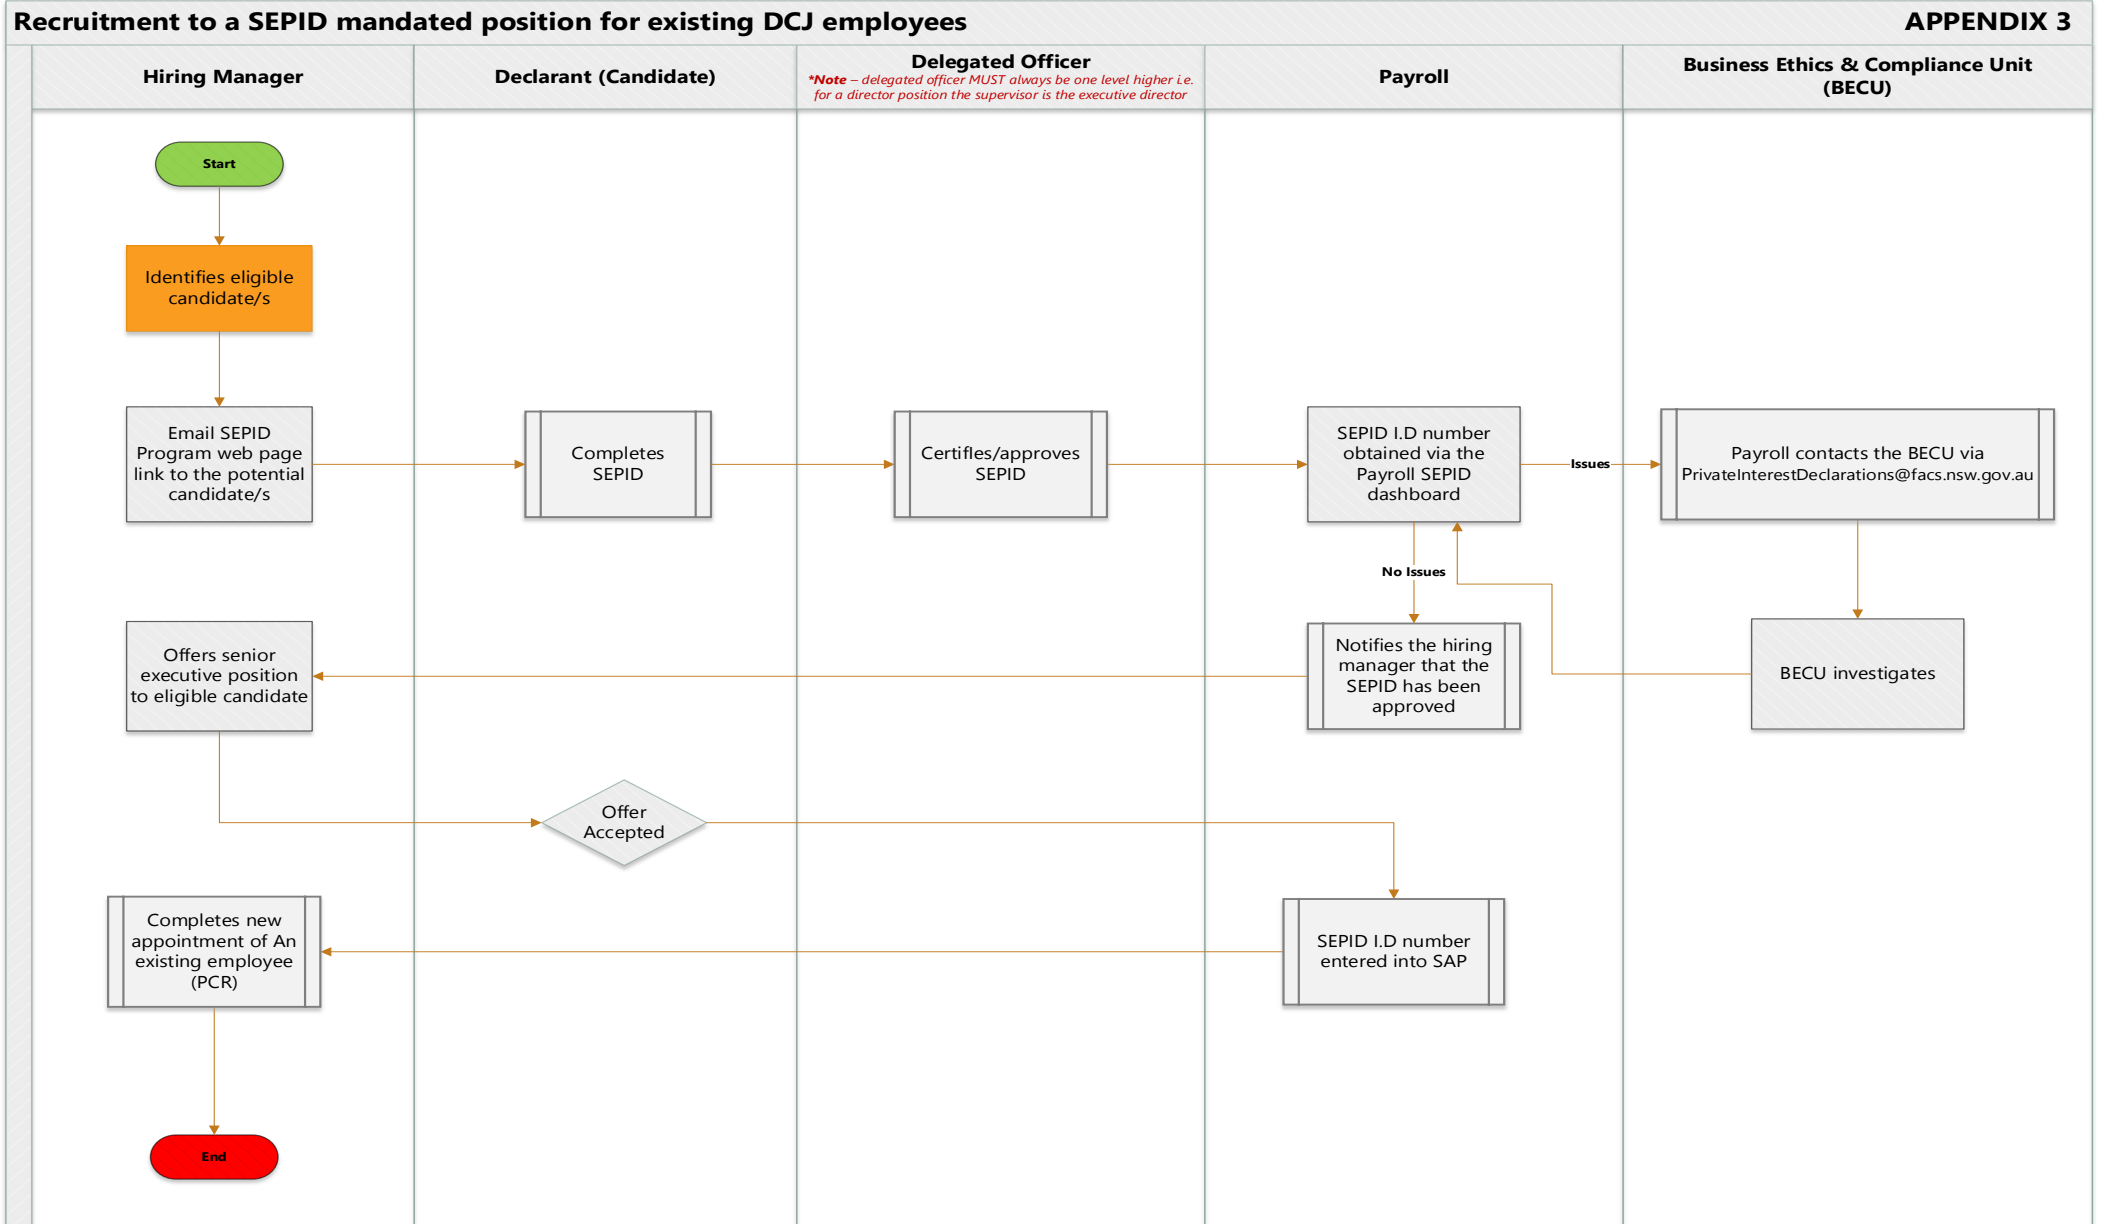 Recruitment to a SEPID mandated position for existing DCJ employees
APPENDIX 3
Hiring Manager
Declarant (Candidate)
Delegated Officer
*Note – delegated officer MUST always be one level higher i.e.
for a director position the supervisor is the executive director
Payroll
Business Ethics & Compliance Unit
(BECU)
Start
Identifies eligible
candidate/s
Email SEPID
Program web page
link to the potential
candidate/s
Completes
SEPID
Certifles/approves
SEPID
SEPID I.D number
obtained via the
Payroll SEPID
dashboard
Issues
Payroll contacts the BECU via
PrivateInterestDeclarations@facs.nsw.gov.au
No Issues
Offers senior
executive position
to eligible candidate
Notifies the hiring
manager that the
SEPID has been
approved
BECU investigates
Offer
Accepted
Completes new
appointment of An
existing employee
(PCR)
SEPID I.D number
entered into SAP
End